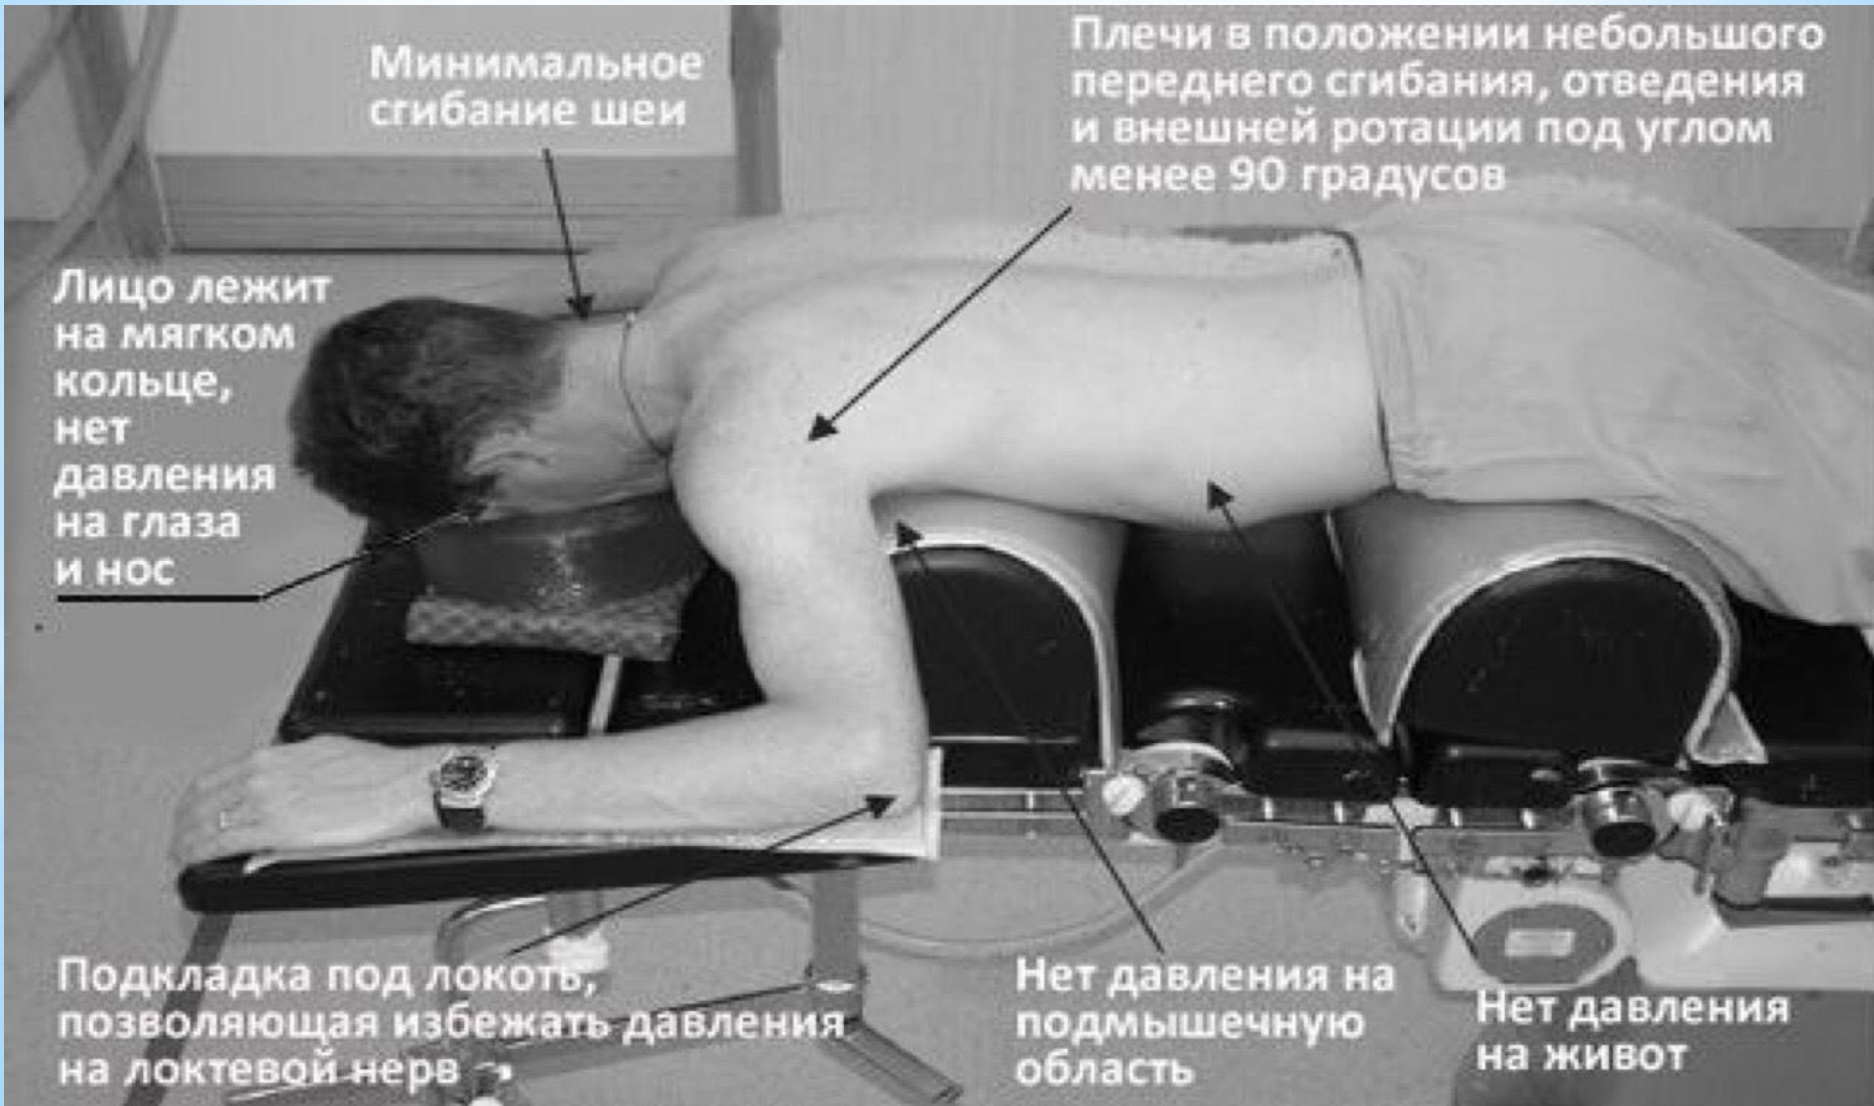 Минимальное
сгибание шеи
Плечи в положении небольшого
переднего сгибания, отведения
и внешней ротации под углом
менее 90 градусов
Лицо лежит
на мягком
кольце,
нет
давления
на глаза
и нос
Подкладка под локоть,
позволяющая избежать давления
на локтевой нерв
Нет давления на
подмышечную
область
Нет давления
на живот